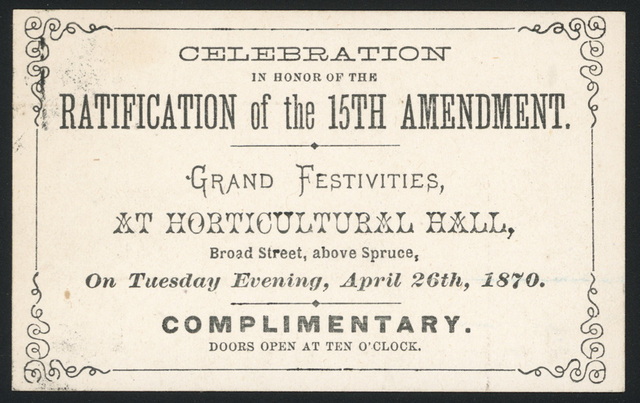 CELEBRATION
IN HONOR OF THE
RATIFICATION of the 15TH AMENDMENT.
GRAND FESTIVITIES,
AT HORTICULTURAL HALL,
Broad Street, above Spruce,
On Tuesday Evening, April 26th, 1870.
COMPLIMENTARY.
DOORS OPEN AT TEN O'CLOCK.